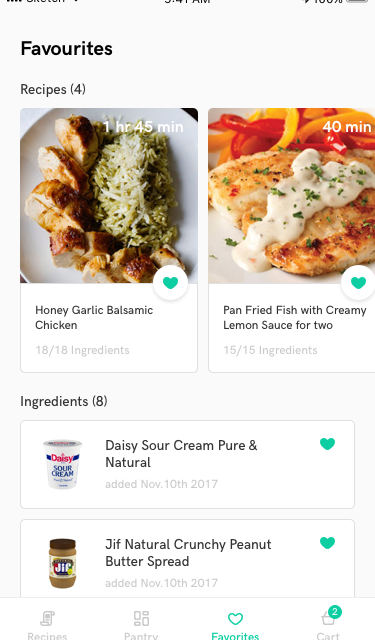 Sketch 9:41 AM 100%
Favourites
Recipes (4)
1 hr 45 min
40 min
Honey Garlic Balsamic
Chicken
18/18 Ingredients
Pan Fried Fish with Creamy
Lemon Sauce for two
15/15 Ingredients
Ingredients (8)
Daisy
SOUR
CREAM
Daisy Sour Cream Pure &
Natural
added Nov.10th 2017
Jif
Jif Natural Crunchy Peanut
Butter Spread
added Nov.10th 2017
2
Recipes Pantry Favorites Cart